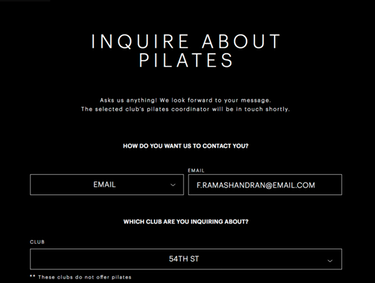 INQUIRE ABOUT
PILATES
Asks us anything! We look forward to your message.
The selected club's pilates coordinator will be in touch shortly.
HOW DO YOU WANT US TO CONTACT YOU?
EMAIL
EMAIL
F.RAMASHANDRAN@EMAIL.COM
WHICH CLUB ARE YOU INQUIRING ABOUT?
CLUB
54TH ST
** These clubs do not offer pilates